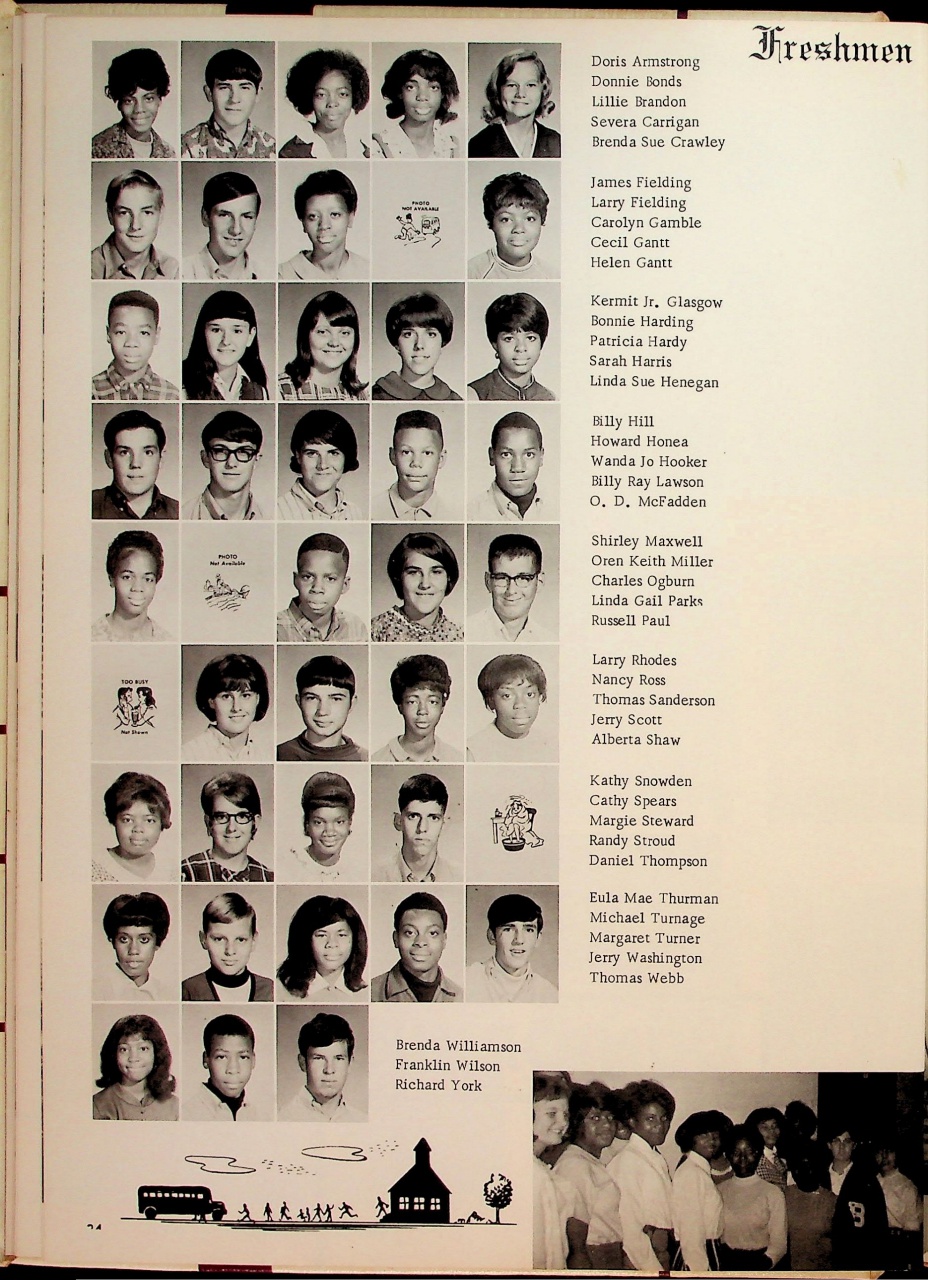 Freshmen
Doris Armstrong
Donnie Bonds
Lillie Brandon
Severa Carrigan
Brenda Sue Crawley
PHOTO
NOT AVAILABLE
James Fielding
Larry Fielding
Carolyn Gamble
Cecil Gantt
Helen Gantt
Kermit Jr. Glasgow
Bonnie Harding
Patricia Hardy
Sarah Harris
Linda Sue Henegan
Billy Hill
Howard Honea
Wanda Jo Hooker
Billy Ray Lawson
O. D. McFadden
PHOTO
Not Available
Shirley Maxwell
Oren Keith Miller
Charles Ogburn
Linda Gail Parks
Russell Paul
TOO BUSY
Not Shown
Larry Rhodes
Nancy Ross
Thomas Sanderson
Jerry Scott
Alberta Shaw
Kathy Snowden
Cathy Spears
Margie Steward
Randy Stroud
Daniel Thompson
Eula Mae Thurman
Michael Turnage
Margaret Turner
Jerry Washington
Thomas Webb
Brenda Williamson
Franklin Wilson
Richard York
B